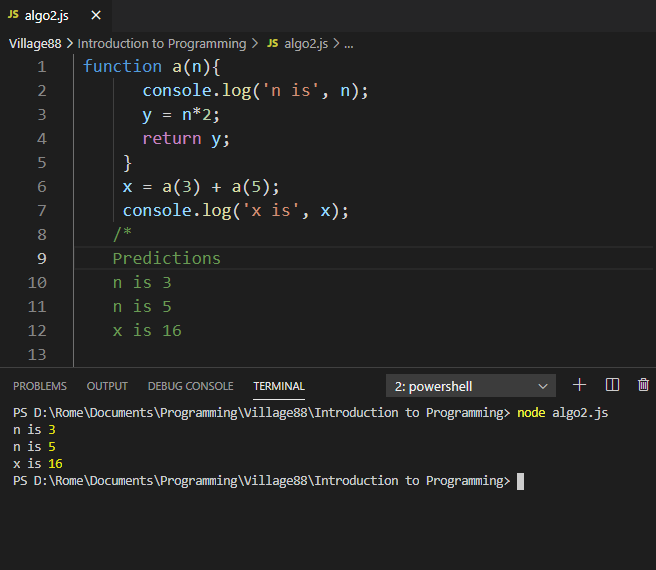 JS algo2.js ×
Village88 > Introduction to Programming > JS algo2.js > ...
1 function a(n){
2 console.log('n is', n);
3 y = n*2;
4 return y;
5 }
6 x = a(3) + a(5);
7 console.log('x is', x);
8 /*
9 Predictions
10 n is 3
11 n is 5
12 x is 16
13
PROBLEMS OUTPUT DEBUG CONSOLE TERMINAL 2: powershell
PS D:\Rome\Documents\Programming\Village88\Introduction to Programming> node algo2.js
n is 3
n is 5
x is 16
PS D:\Rome\Documents\Programming\Village88\Introduction to Programming>